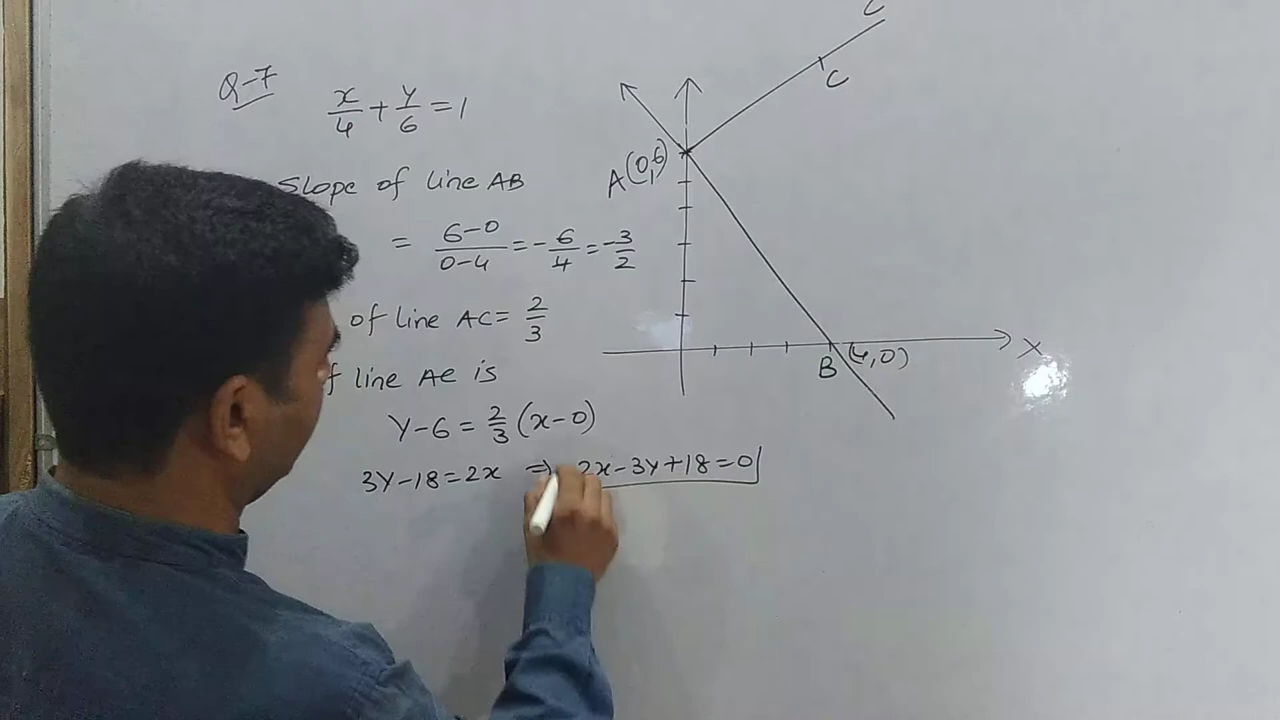 Q-7
x/4 + y/6 = 1
Slope of line AB
= 6-0/0-4 = -6/4 = -3/2
of line AC = 2/3
line AC is
Y-6 = 2/3 (x-0)
3Y-18=2x ⇒ 2x-3Y+18=0
C
A(0,6)
B (4,0)
X